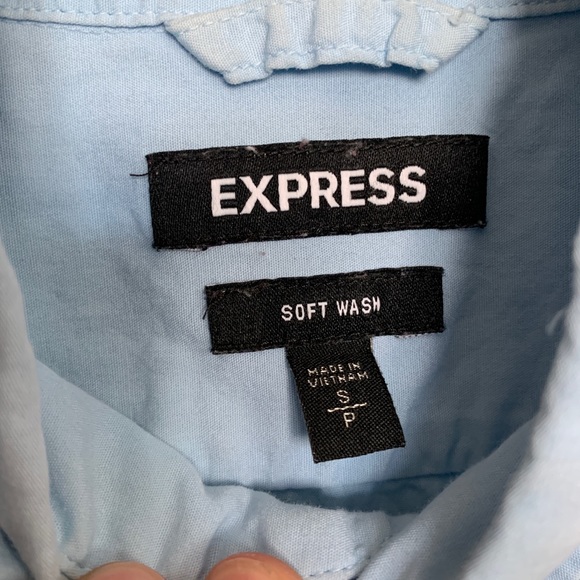 EXPRESS
SOFT WASH
MADE IN
VIETNAM
S
P